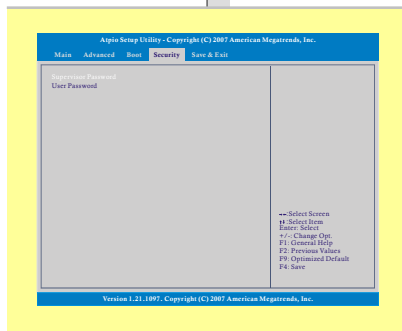 Atpio Setup Utility - Copyright (C) 2007 American Megatrends, Inc.
Main Advanced Boot Security Save & Exit
Supervisor Password
User Password
:Select Screen
:Select Item
Enter: Select
+/-: Change Opt.
F1: General Help
F2: Previous Values
F9: Optimized Default
F4: Save
Version 1.21.1097. Copyright (C) 2007 American Megatrends, Inc.